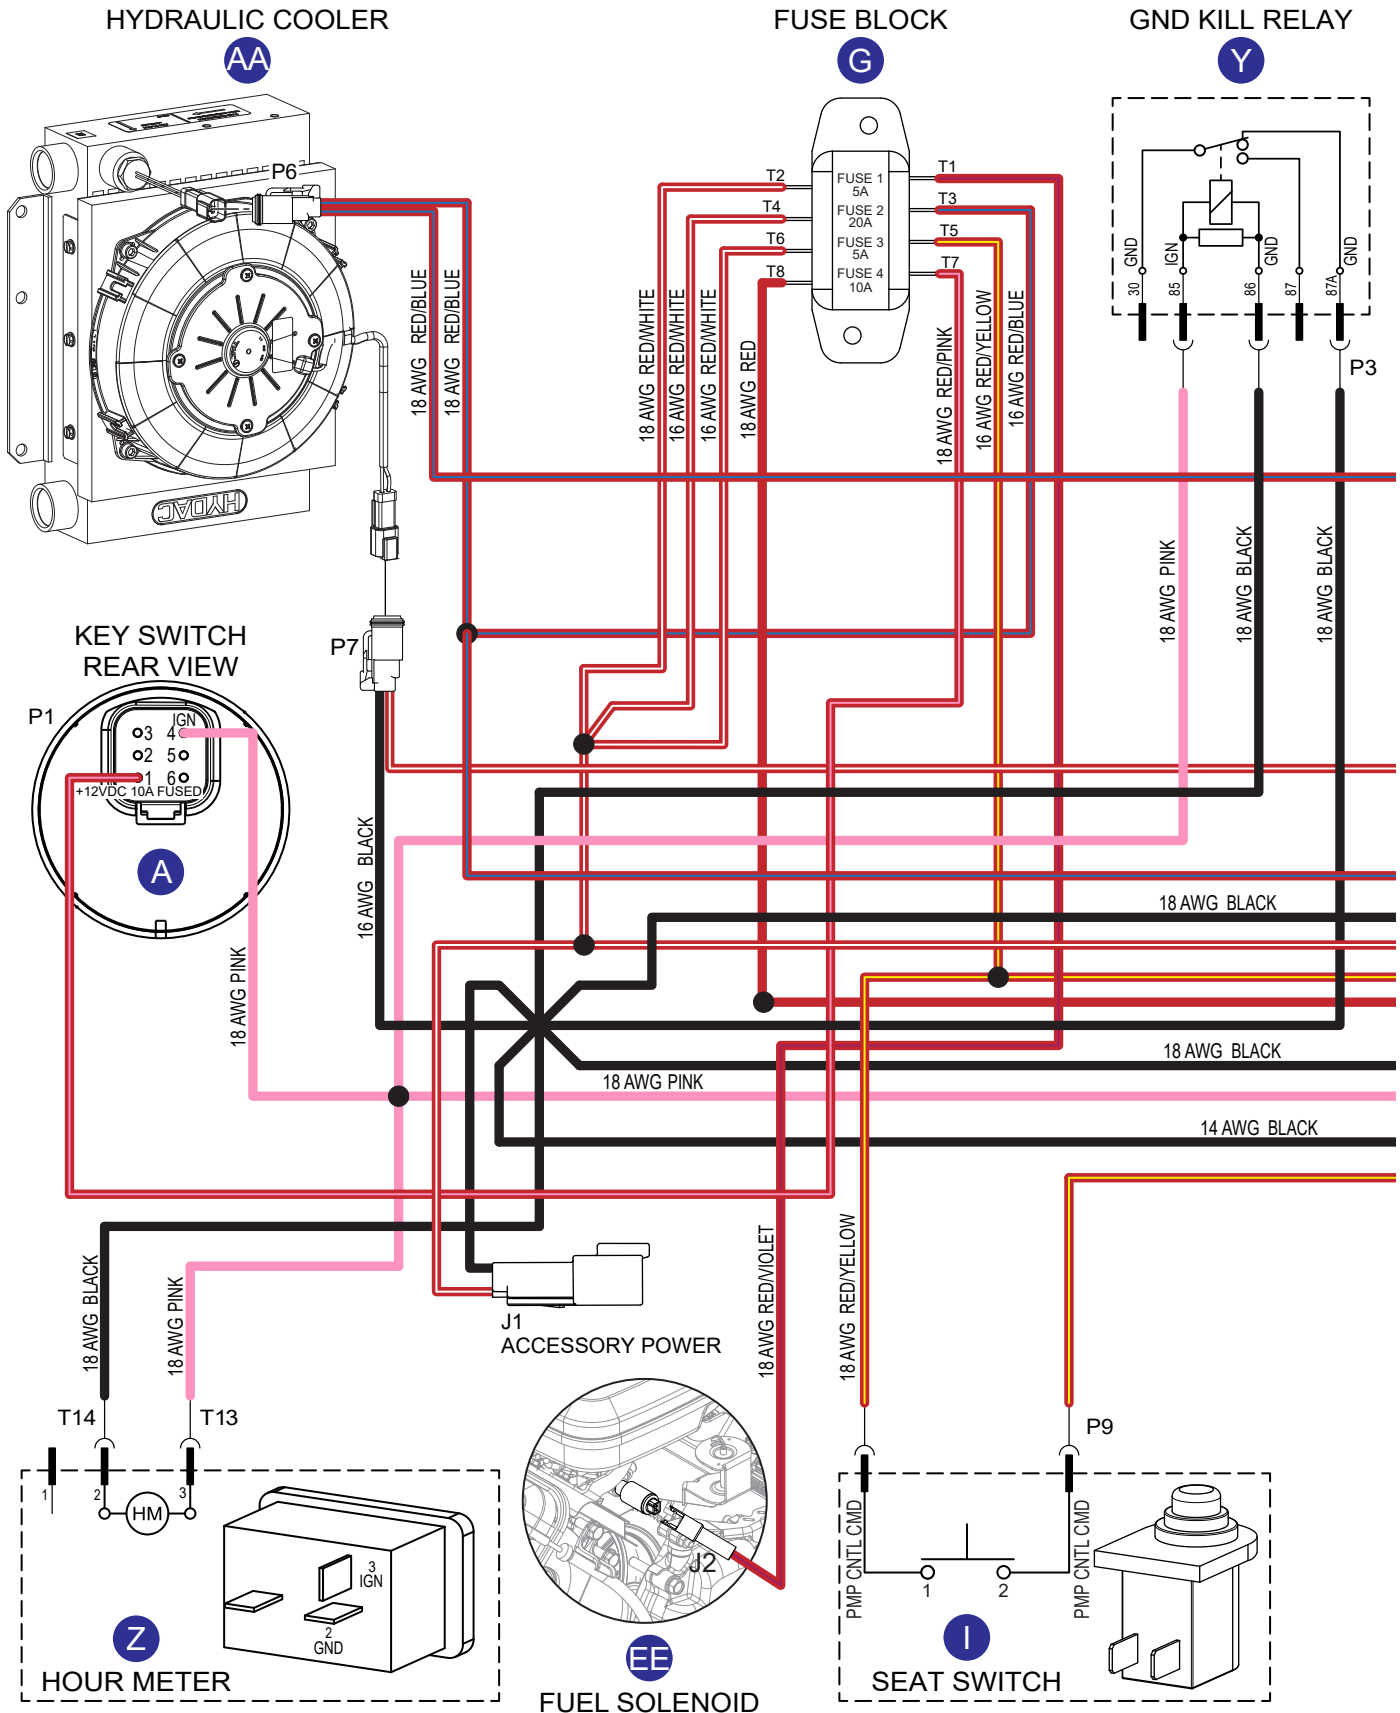 HYDRAULIC COOLER
AA
FUSE BLOCK
G
GND KILL RELAY
Y
P6
T2
T4
T6
T8
FUSE 1
5A
FUSE 2
20A
FUSE 3
5A
FUSE 4
10A
T1
T3
T5
T7
GND
IGN
GND
GND
30
85
86
87
87A
P3
18 AWG RED/BLUE
18 AWG RED/BLUE
18 AWG RED/WHITE
16 AWG RED/WHITE
16 AWG RED/WHITE
18 AWG RED
18 AWG RED/PINK
16 AWG RED/YELLOW
16 AWG RED/BLUE
HYDAC
18 AWG PINK
18 AWG BLACK
18 AWG BLACK
KEY SWITCH
REAR VIEW
P7
P1
IGN
3 4
2 5
1 6
+12VDC 10A FUSED
A
16 AWG BLACK
18 AWG PINK
18 AWG BLACK
18 AWG BLACK
18 AWG PINK
14 AWG BLACK
18 AWG BLACK
18 AWG PINK
J1
ACCESSORY POWER
18 AWG RED/VIOLET
18 AWG RED/YELLOW
T14
T13
P9
1
2
3
HM
3
IGN
2
GND
Z
HOUR METER
J2
EE
FUEL SOLENOID
PMP CNTL CMD
PMP CNTL CMD
1
2
I
SEAT SWITCH